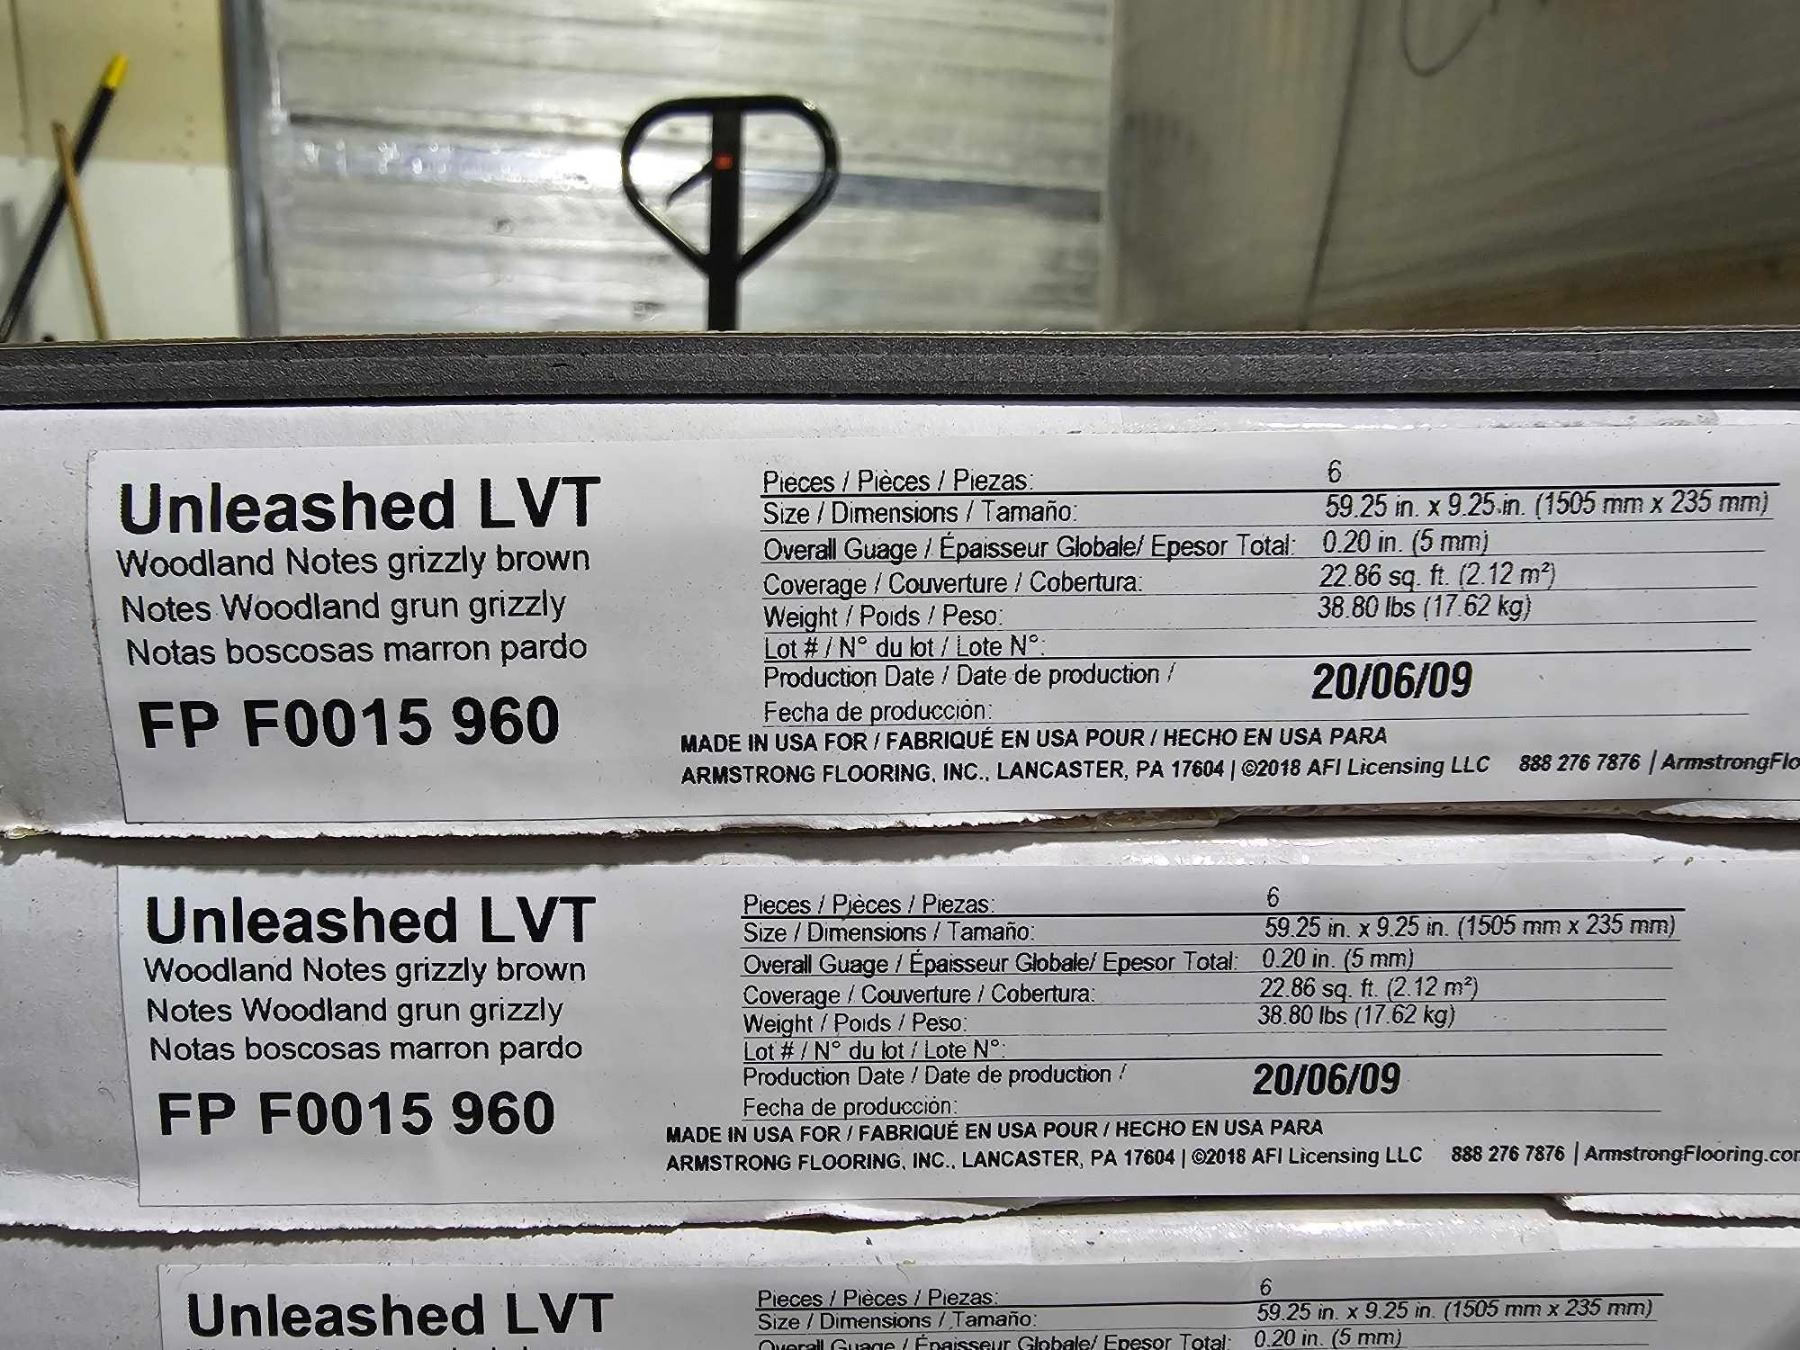 Unleashed LVT
Woodland Notes grizzly brown
Notes Woodland grun grizzly
Notas boscosas marron pardo
FP F0015 960
Pieces / Pièces / Piezas: 6
Size / Dimensions / Tamaño: 59.25 in. x 9.25 in. (1505 mm x 235 mm)
Overall Guage / Épaisseur Globale/ Epesor Total: 0.20 in. (5 mm)
Coverage / Couverture / Cobertura: 22.86 sq. ft. (2.12 m²)
Weight / Poids / Peso: 38.80 lbs (17.62 kg)
Lot # / N° du lot / Lote N°:
Production Date / Date de production / 20/06/09
Fecha de producción:
MADE IN USA FOR / FABRIQUÉ EN USA POUR / HECHO EN USA PARA
ARMSTRONG FLOORING, INC., LANCASTER, PA 17604 | ©2018 AFI Licensing LLC 888 276 7876 | ArmstrongFlo
Unleashed LVT
Woodland Notes grizzly brown
Notes Woodland grun grizzly
Notas boscosas marron pardo
FP F0015 960
Pieces / Pièces / Piezas: 6
Size / Dimensions / Tamaño: 59.25 in. x 9.25 in. (1505 mm x 235 mm)
Overall Guage / Épaisseur Globale/ Epesor Total: 0.20 in. (5 mm)
Coverage / Couverture / Cobertura: 22.86 sq. ft. (2.12 m²)
Weight / Poids / Peso: 38.80 lbs (17.62 kg)
Lot # / N° du lot / Lote N°:
Production Date / Date de production / 20/06/09
Fecha de producción:
MADE IN USA FOR / FABRIQUÉ EN USA POUR / HECHO EN USA PARA
ARMSTRONG FLOORING, INC., LANCASTER, PA 17604 | ©2018 AFI Licensing LLC 888 276 7876 | ArmstrongFlooring.com
Unleashed LVT
Pieces / Pièces / Piezas: 6
Size / Dimensions / Tamaño: 59.25 in. x 9.25 in. (1505 mm x 235 mm)
Overall Guage / Épaisseur Globale/ Epesor Total: 0.20 in. (5 mm)